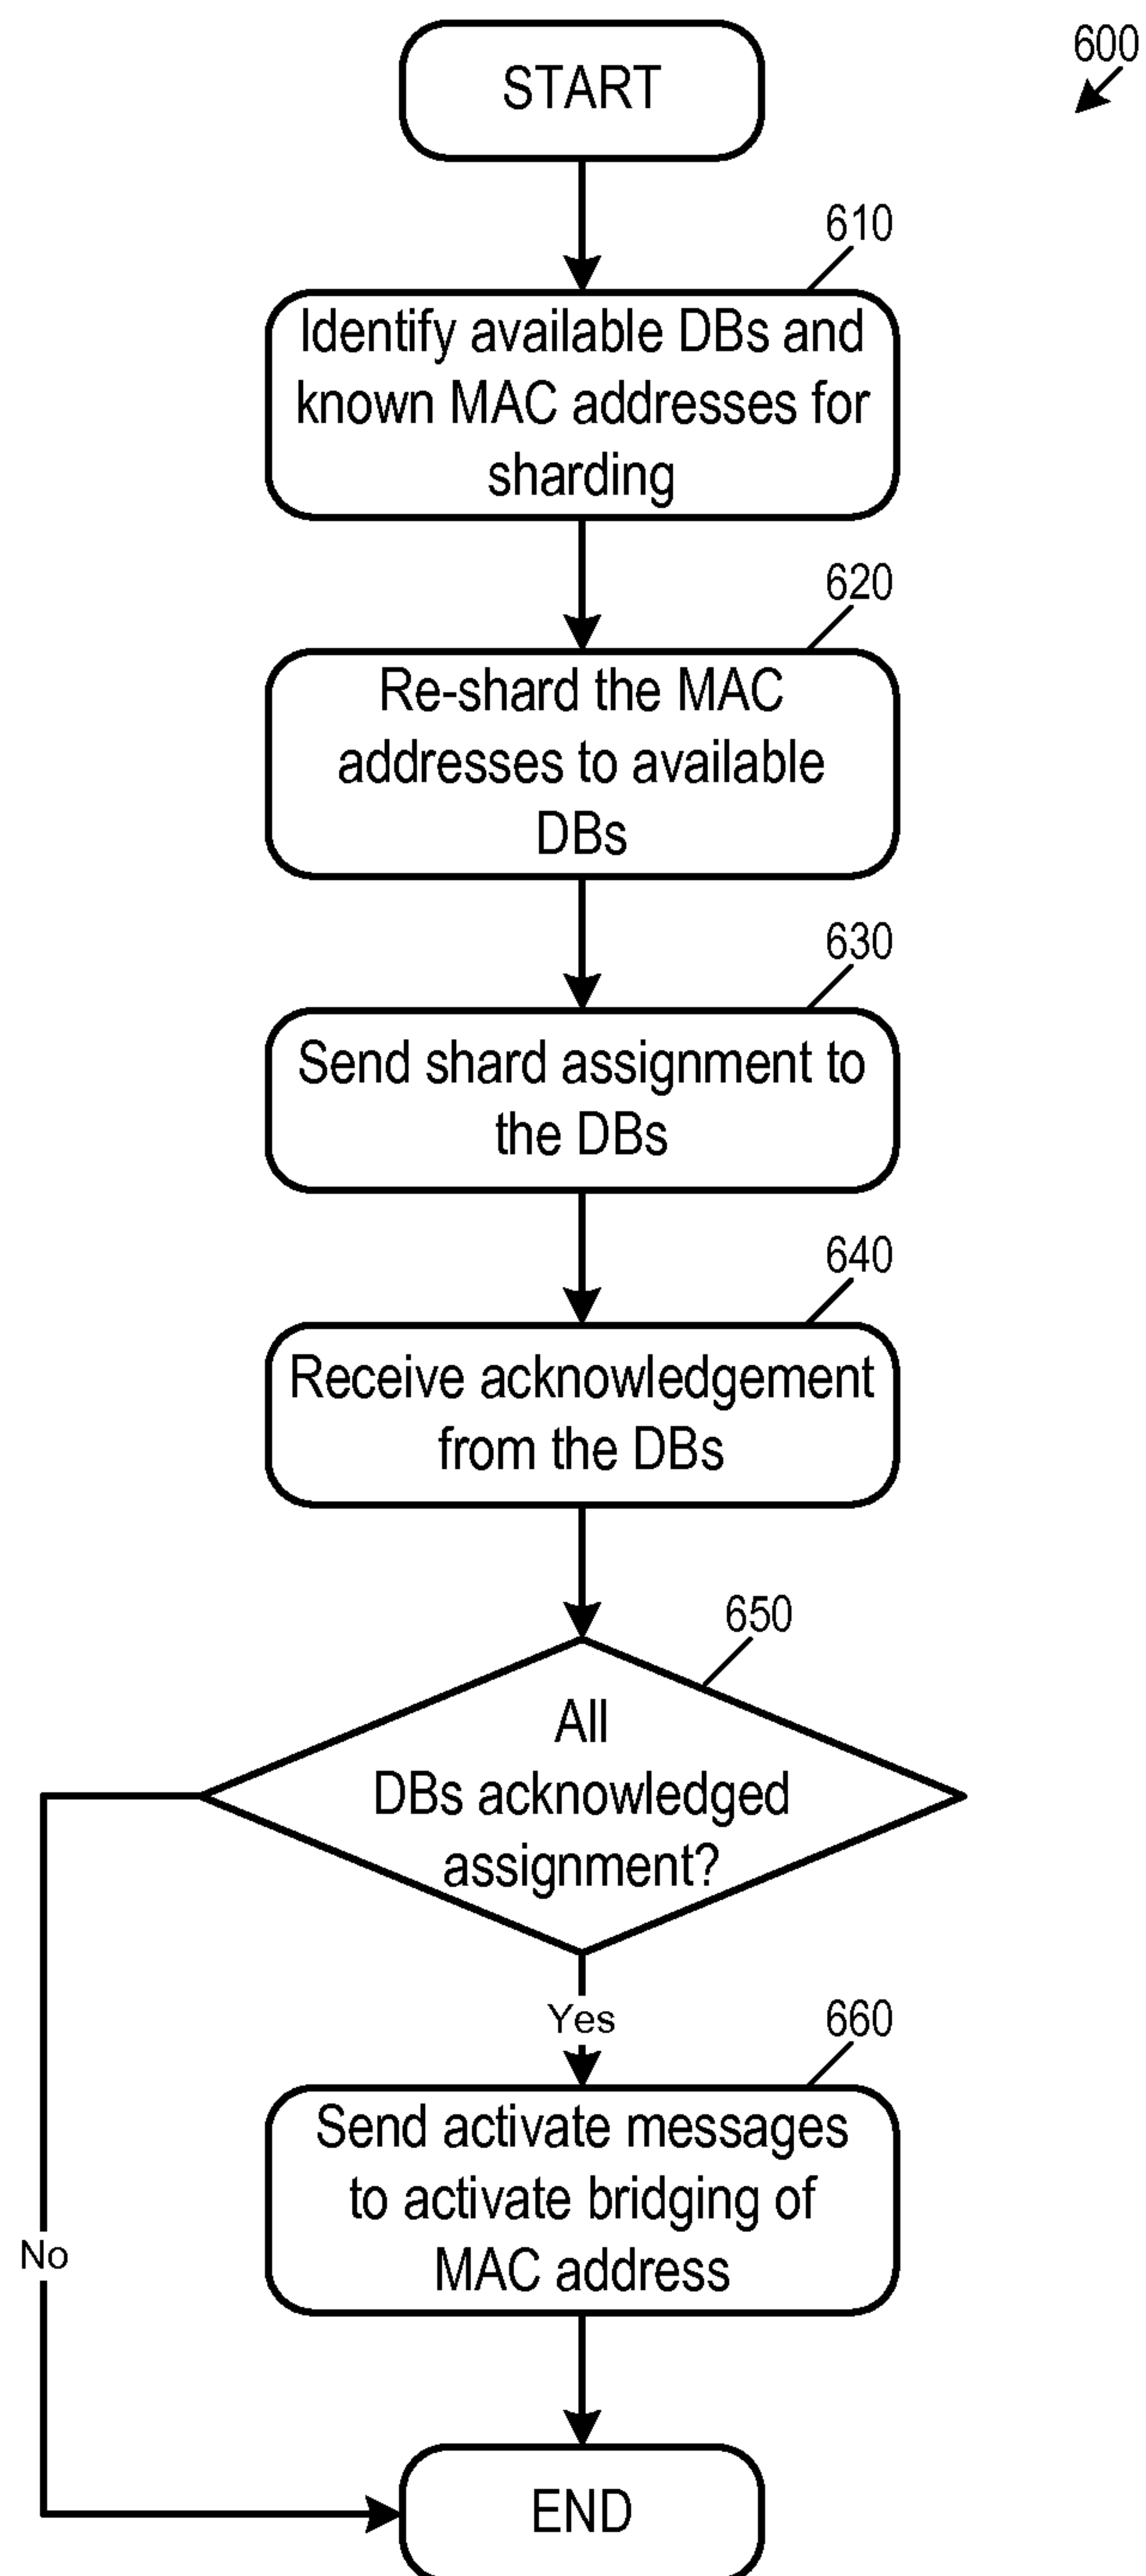 START
600
610
Identify available DBs and
known MAC addresses for
sharding
620
Re-shard the MAC
addresses to available
DBs
630
Send shard assignment to
the DBs
640
Receive acknowledgement
from the DBs
650
All
DBs acknowledged
assignment?
Yes
660
Send activate messages
to activate bridging of
MAC address
No
END